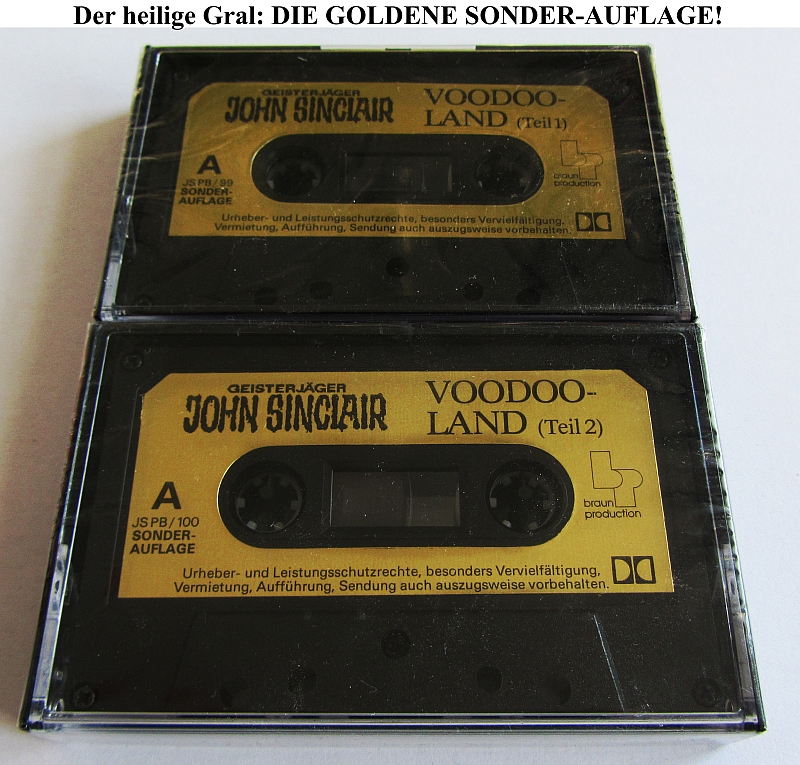 Der heilige Gral: DIE GOLDENE SONDER-AUFLAGE!
GEISTERJÄGER
JOHN SINCLAIR
VOODOO-
LAND (Teil 1)
A
JS PB/99
SONDER-
AUFLAGE
bp
braun
production
Urheber- und Leistungsschutzrechte, besonders Vervielfältigung,
Vermietung, Aufführung, Sendung auch auszugsweise vorbehalten.
GEISTERJÄGER
JOHN SINCLAIR
VOODOO-
LAND (Teil 2)
A
JS PB/100
SONDER-
AUFLAGE
bp
braun
production
Urheber- und Leistungsschutzrechte, besonders Vervielfältigung,
Vermietung, Aufführung, Sendung auch auszugsweise vorbehalten.